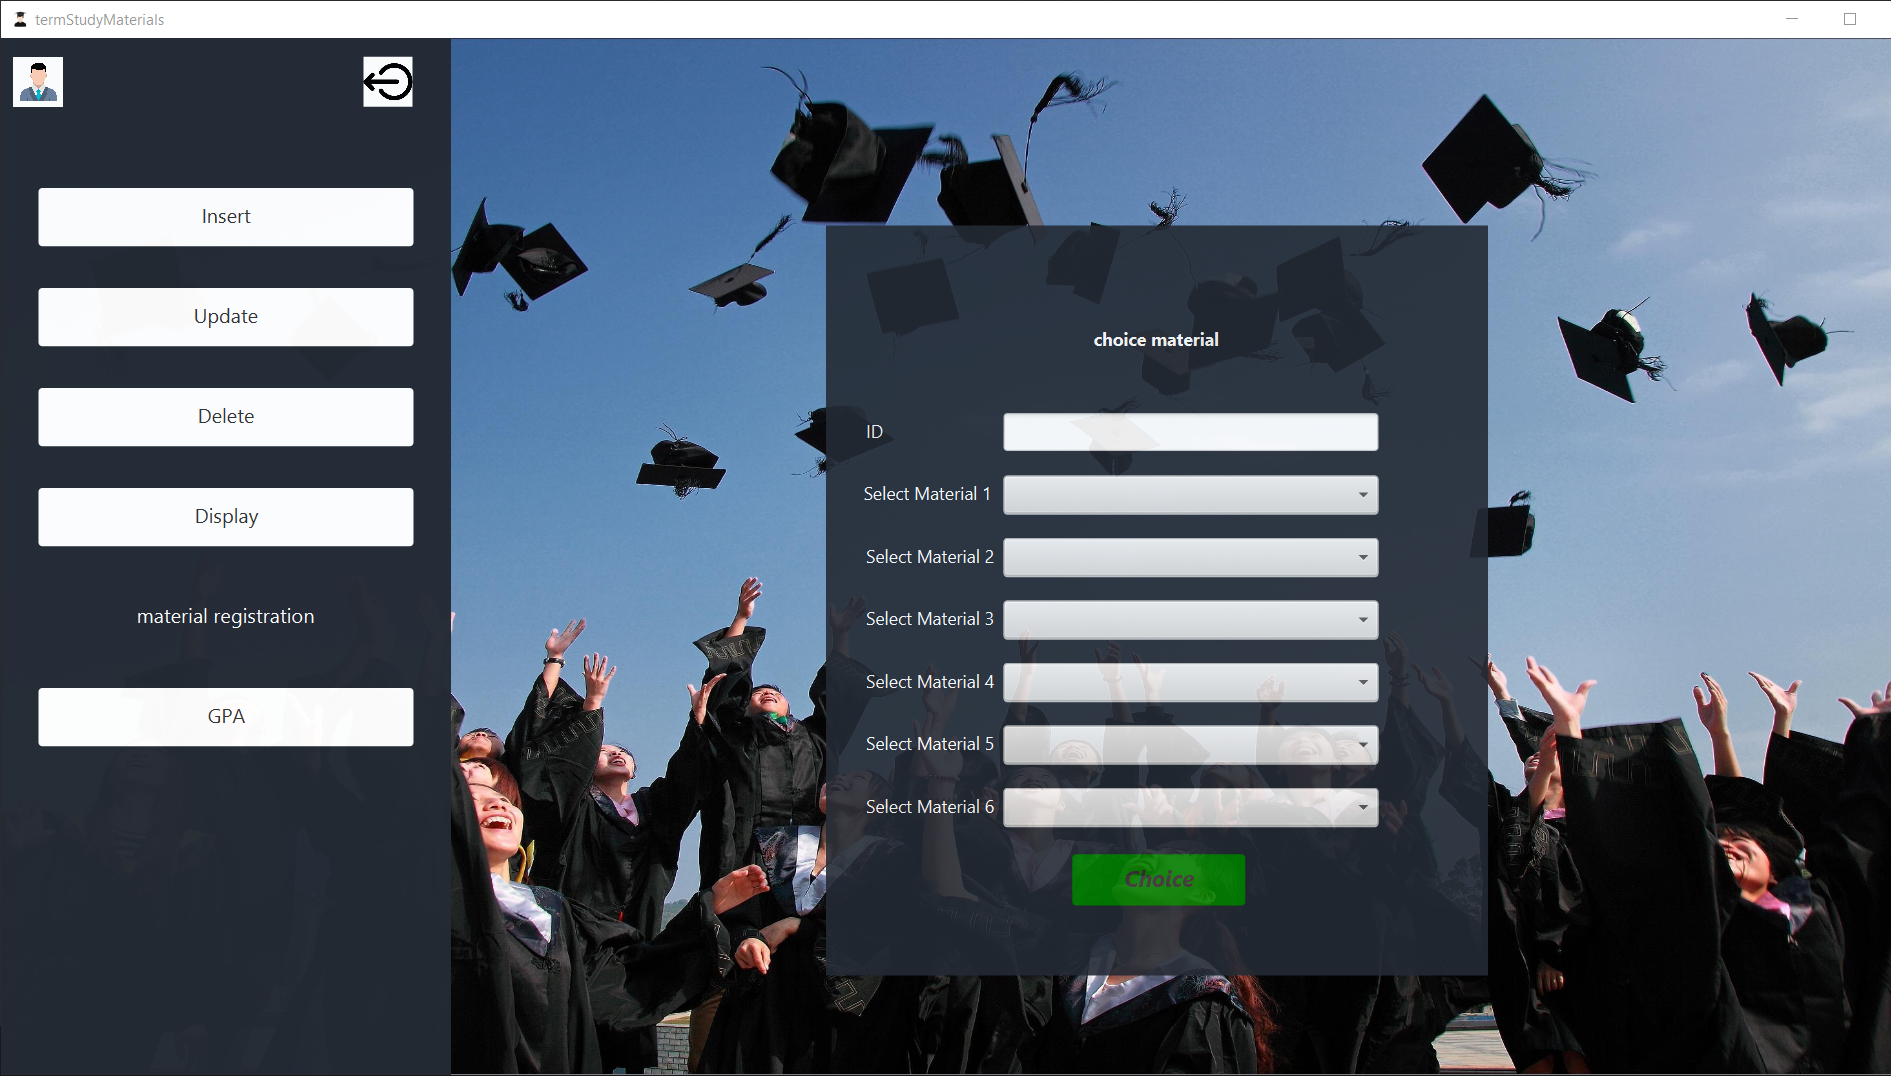 termStudyMaterials
Insert
Update
Delete
Display
material registration
GPA
choice material
ID
Select Material 1
Select Material 2
Select Material 3
Select Material 4
Select Material 5
Select Material 6
Choice